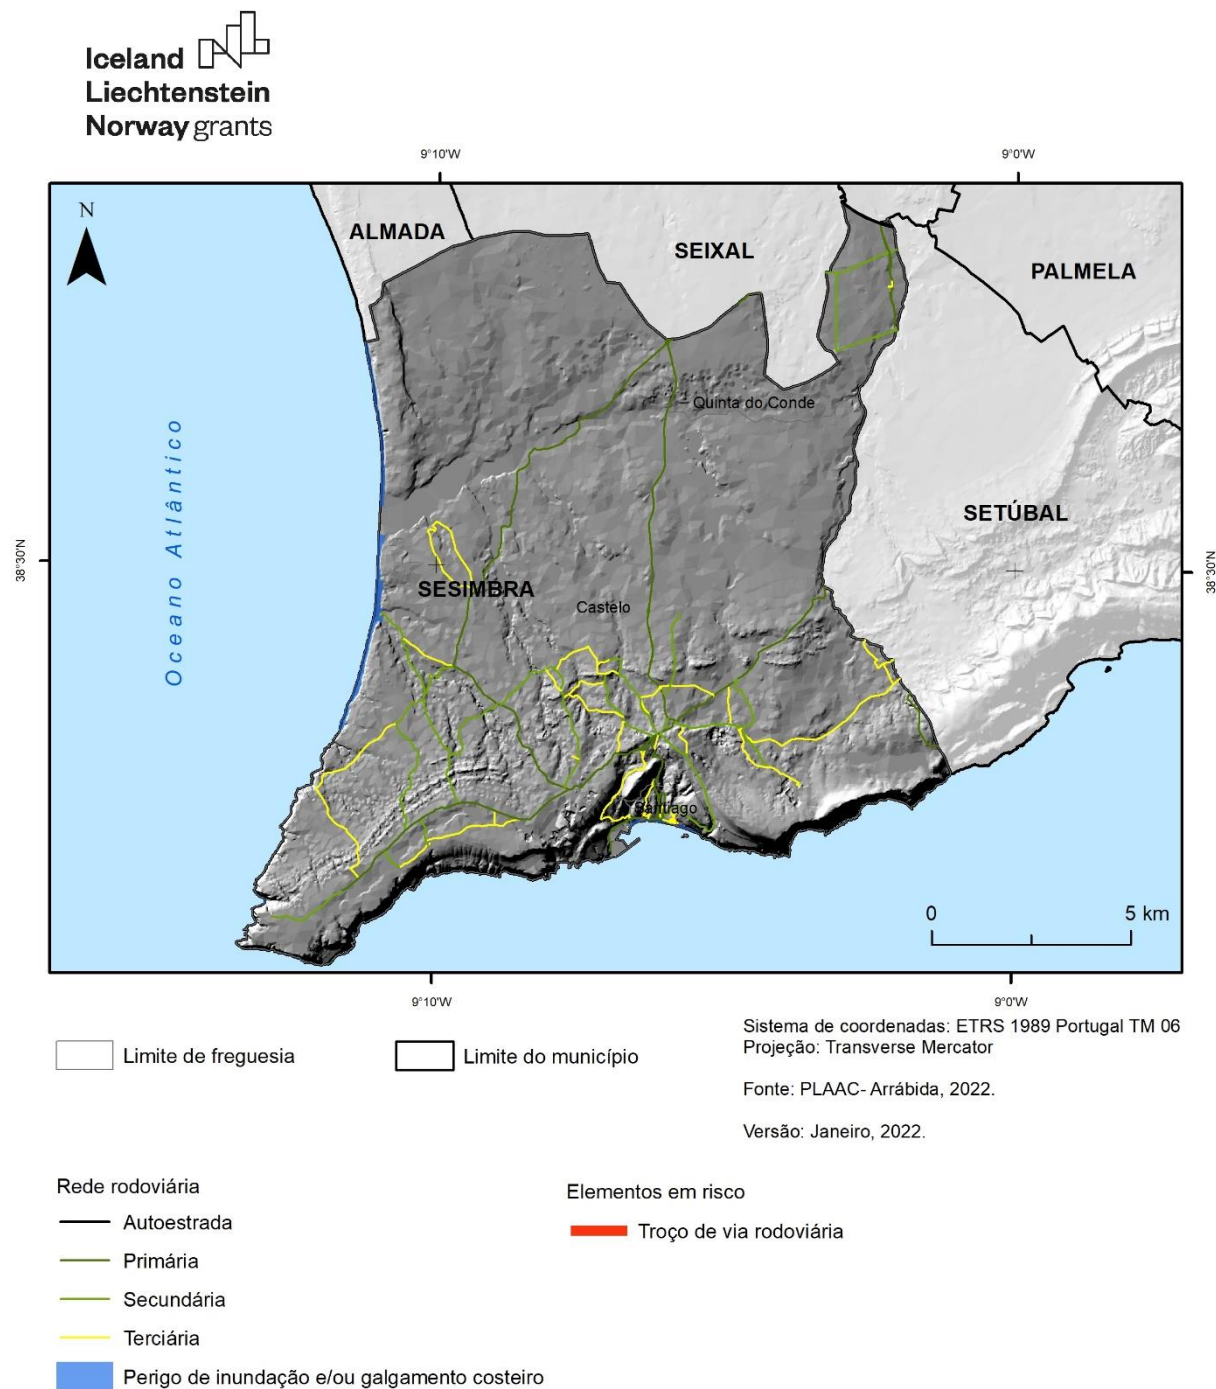 Iceland
Liechtenstein
Norway grants
9°10'W
9°0'W
N
ALMADA
SEIXAL
PALMELA
Quinta do Conde
Oceano Atlântico
SETÚBAL
38°30'N
38°30'N
SESIMBRA
Castelo
Santiago
0
5 km
9°10'W
9°0'W
Limite de freguesia
Limite do município
Sistema de coordenadas: ETRS 1989 Portugal TM 06
Projeção: Transverse Mercator
Fonte: PLAAC- Arrábida, 2022.
Versão: Janeiro, 2022.
Rede rodoviária
Autoestrada
Primária
Secundária
Terciária
Perigo de inundação e/ou galgamento costeiro
Elementos em risco
Troço de via rodoviária